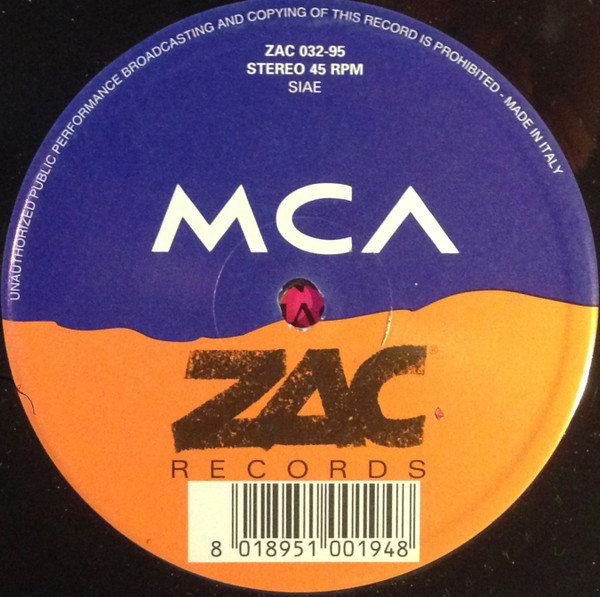 UNAUTHORIZED PUBLIC PERFORMANCE BROADCASTING AND COPYING OF THIS RECORD IS PROHIBITED - MADE IN ITALY
ZAC 032-95
STEREO 45 RPM
SIAE
MCA
ZAC
RECORDS
8 018951 001948